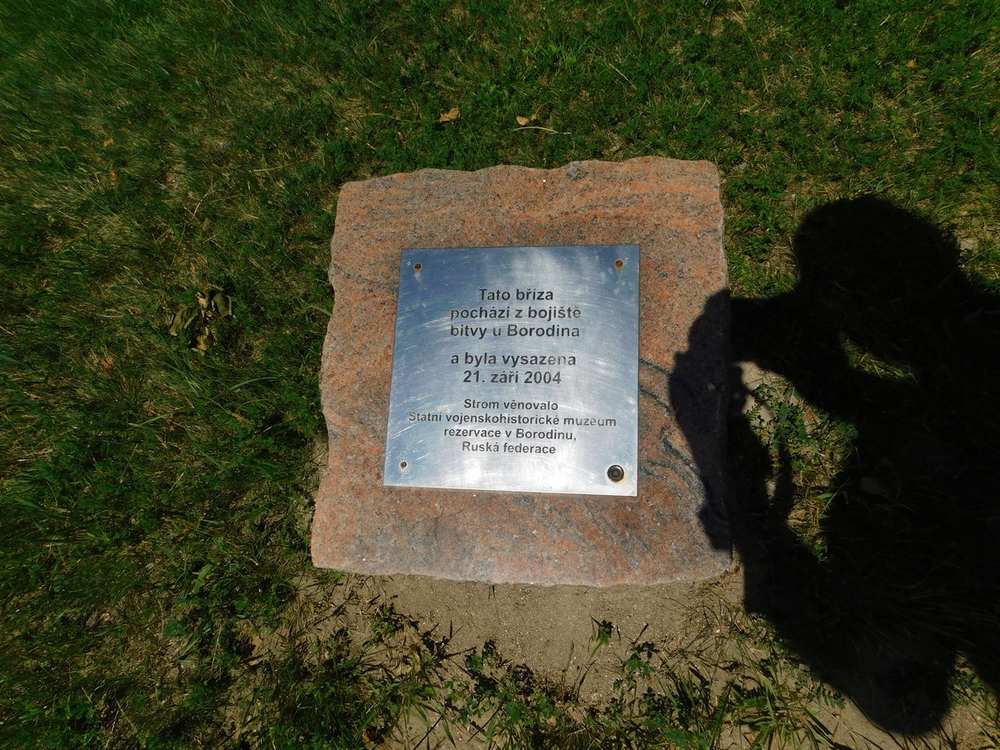 Tato bříza
pochází z bojiště
bitvy u Borodina
a byla vysazena
21. září 2004
Strom věnovalo
Státní vojenskohistorické muzeum
rezervace v Borodinu,
Ruská federace